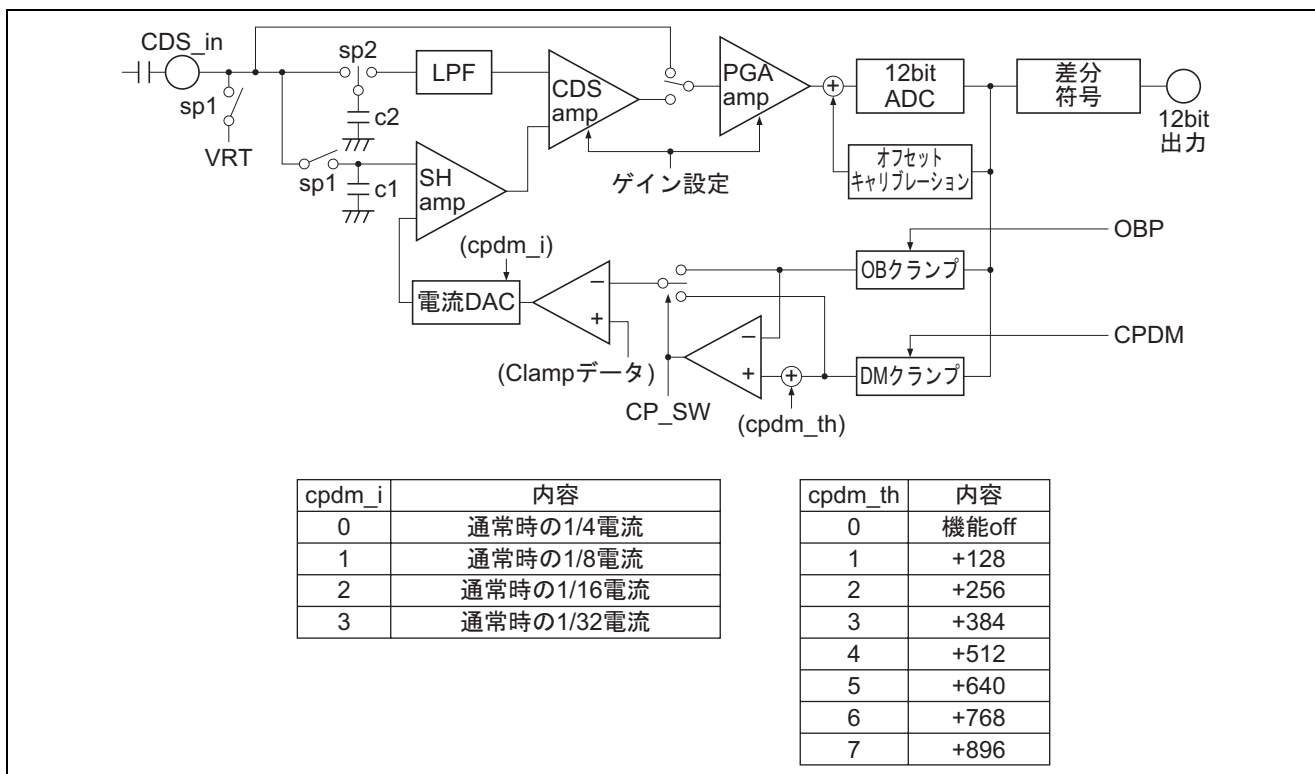 CDS_in
sp1
VRT
sp2
c2
LPF
CDS
amp
sp1
c1
SH
amp
PGA
amp
ゲイン設定
12bit
ADC
オフセット
キャリブレーション
差分
符号
12bit
出力
(cpdm_i)
電流DAC
−
+
(Clampデータ)
CP_SW
−
+
(cpdm_th)
OBクランプ
OBP
DMクランプ
CPDM
cpdm_i 内容
0 通常時の1/4電流
1 通常時の1/8電流
2 通常時の1/16電流
3 通常時の1/32電流
cpdm_th 内容
0 機能off
1 +128
2 +256
3 +384
4 +512
5 +640
6 +768
7 +896